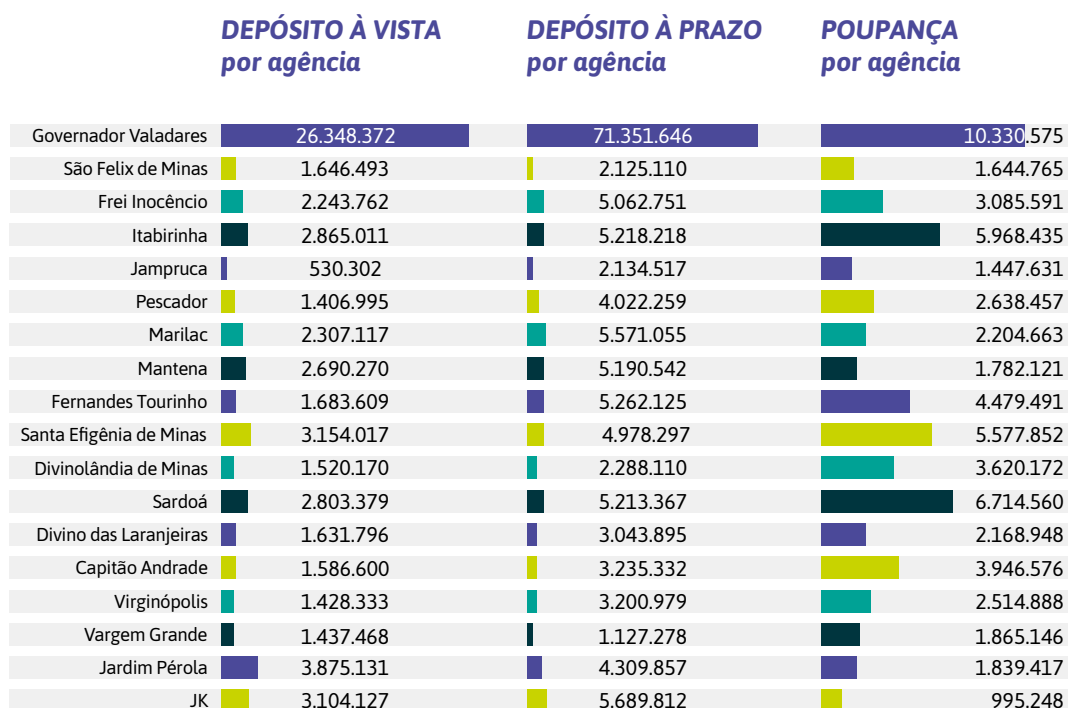 DEPÓSITO À VISTA DEPÓSITO À PRAZO POUPANÇA
por agência por agência por agência
Governador Valadares 26.348.372 71.351.646 10.330.575
São Felix de Minas 1.646.493 2.125.110 1.644.765
Frei Inocêncio 2.243.762 5.062.751 3.085.591
Itabirinha 2.865.011 5.218.218 5.968.435
Jampruca 530.302 2.134.517 1.447.631
Pescador 1.406.995 4.022.259 2.638.457
Marilac 2.307.117 5.571.055 2.204.663
Mantena 2.690.270 5.190.542 1.782.121
Fernandes Tourinho 1.683.609 5.262.125 4.479.491
Santa Efigênia de Minas 3.154.017 4.978.297 5.577.852
Divinolândia de Minas 1.520.170 2.288.110 3.620.172
Sardoá 2.803.379 5.213.367 6.714.560
Divino das Laranjeiras 1.631.796 3.043.895 2.168.948
Capitão Andrade 1.586.600 3.235.332 3.946.576
Virginópolis 1.428.333 3.200.979 2.514.888
Vargem Grande 1.437.468 1.127.278 1.865.146
Jardim Pérola 3.875.131 4.309.857 1.839.417
JK 3.104.127 5.689.812 995.248